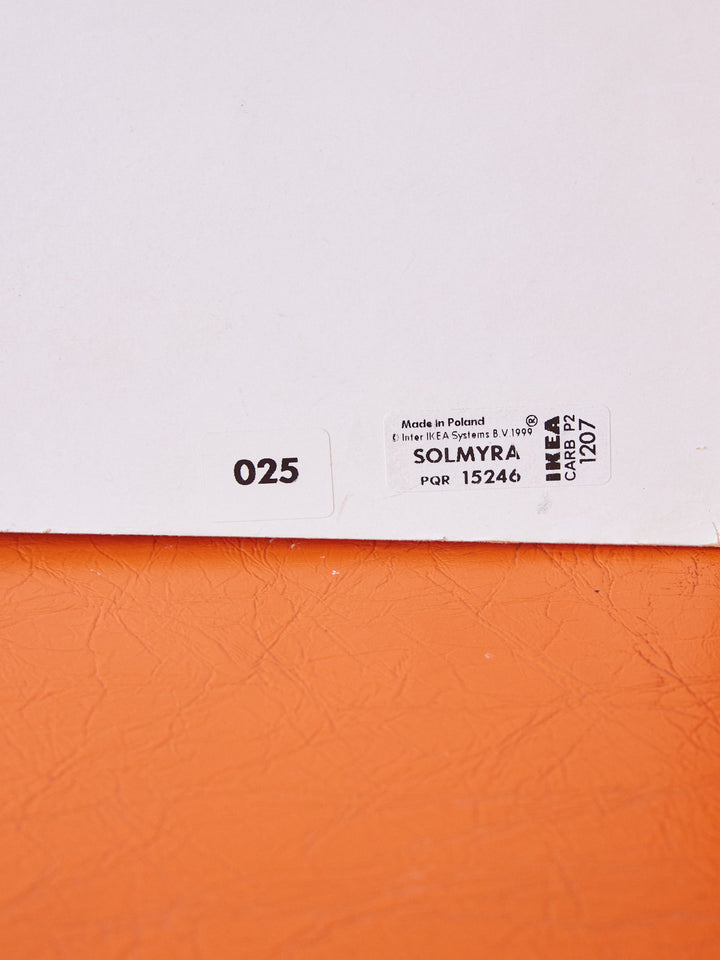 025
Made in Poland
© Inter IKEA Systems B.V 1999
®
SOLMYRA
PQR 15246
IKEA
CARB P2
1207